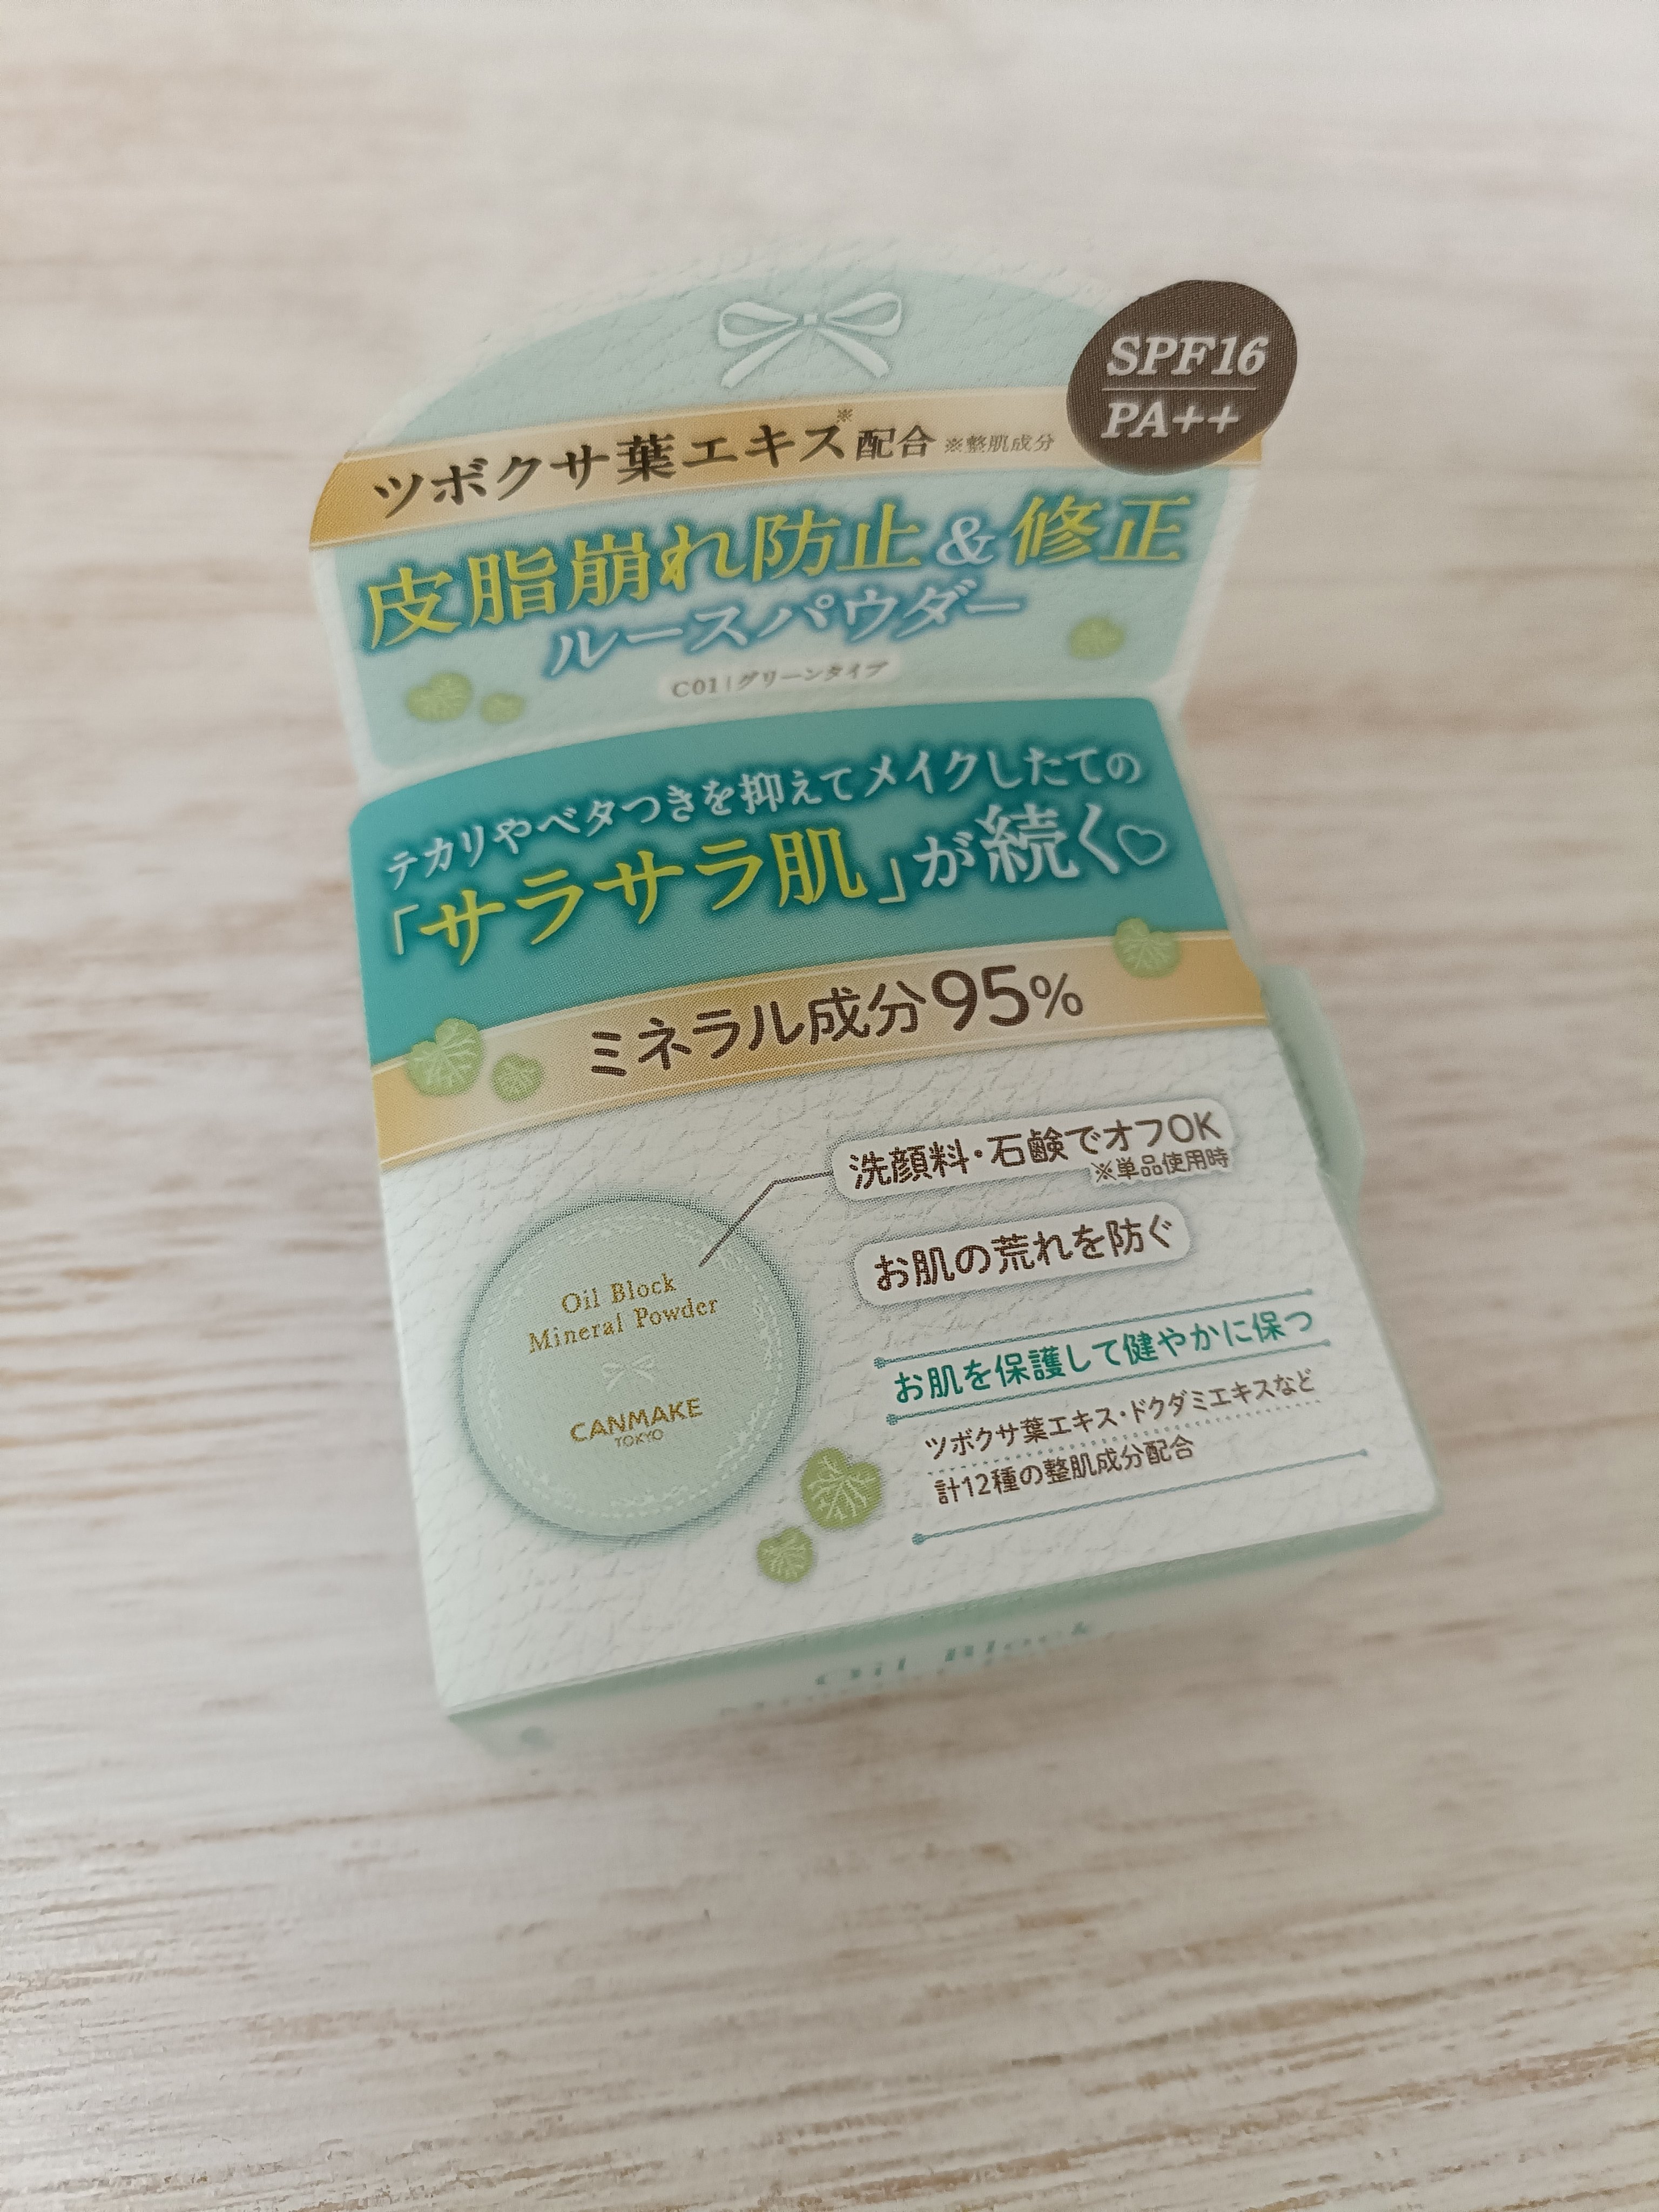 SPF16
PA++
ツボクサ葉エキス※配合 ※整肌成分
皮脂崩れ防止&修正
ルースパウダー
C01|グリーンタイプ
テカリやベタつきを抑えてメイクしたての
「サラサラ肌」が続く♡
ミネラル成分95%
洗顔料・石鹸でオフOK
※単品使用時
お肌の荒れを防ぐ
Oil Block
Mineral Powder
CANMAKE
TOKYO
お肌を保護して健やかに保つ
ツボクサ葉エキス・ドクダミエキスなど
計12種の整肌成分配合
Oil Block